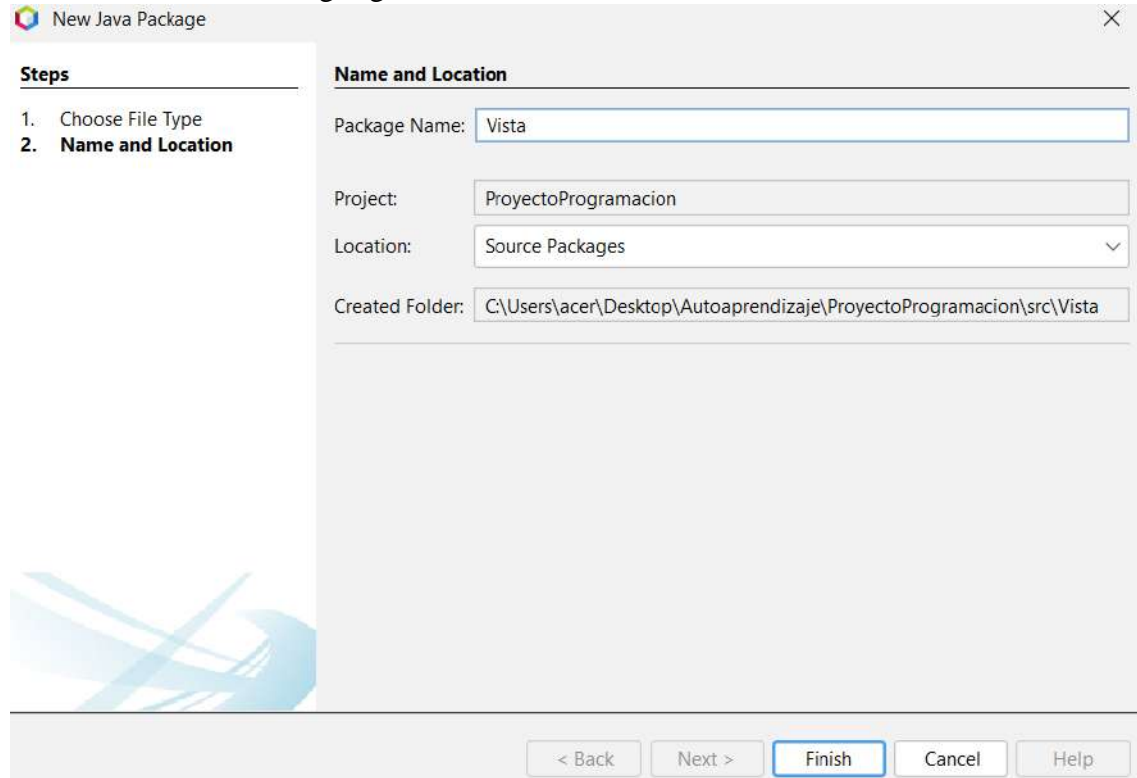 New Java Package
Steps
1. Choose File Type
2. Name and Location
Name and Location
Package Name: Vista
Project: ProyectoProgramacion
Location: Source Packages
Created Folder: C:\Users\acer\Desktop\Autoaprendizaje\ProyectoProgramacion\src\Vista
< Back Next > Finish Cancel Help